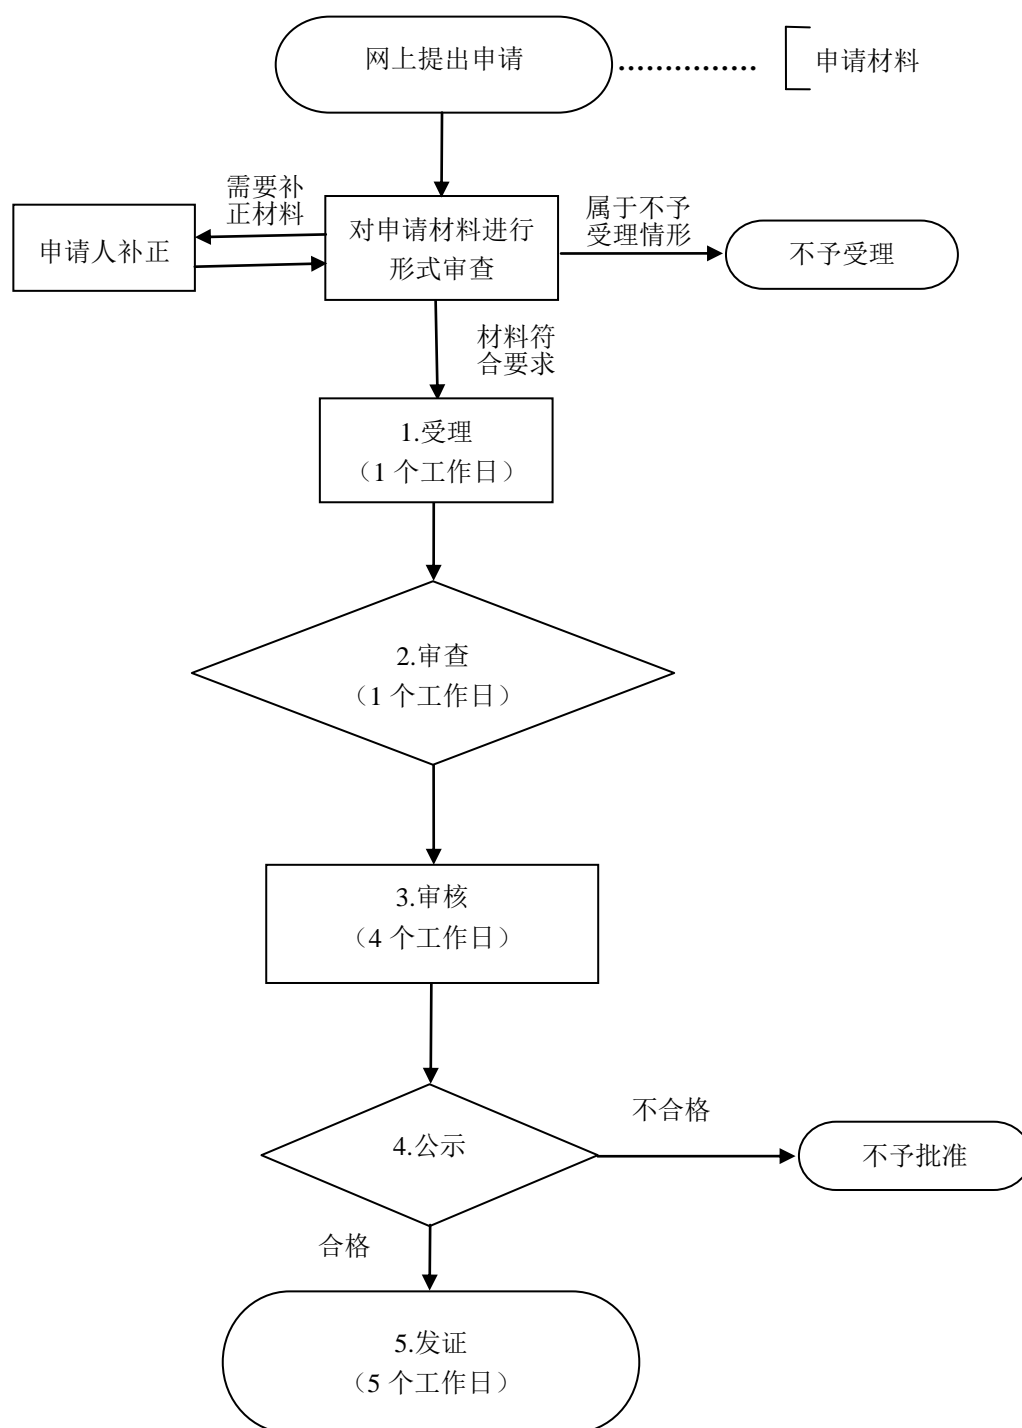 网上提出申请
申请材料
需要补
正材料
申请人补正
对申请材料进行
形式审查
属于不予
受理情形
不予受理
材料符
合要求
1.受理
（1 个工作日）
2.审查
（1 个工作日）
3.审核
（4 个工作日）
4.公示
不合格
不予批准
合格
5.发证
（5 个工作日）